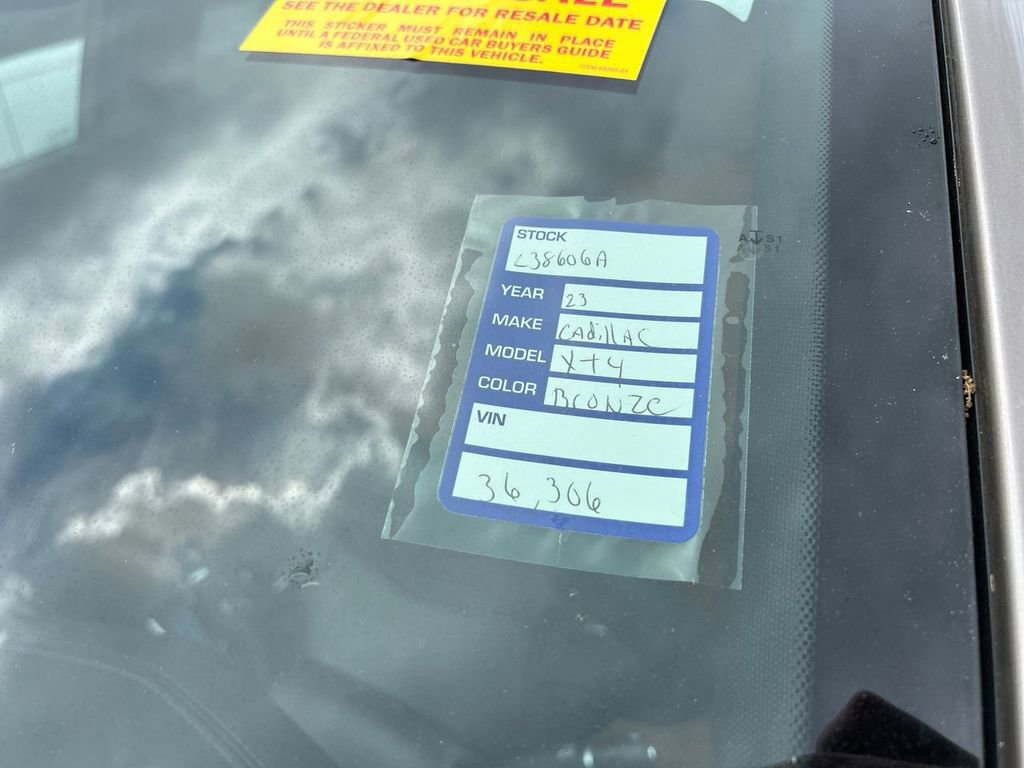 SEE THE DEALER FOR RESALE DATE
THIS STICKER MUST REMAIN IN PLACE
UNTIL A FEDERAL USED CAR BUYERS GUIDE
IS AFFIXED TO THIS VEHICLE.
STOCK
L38606A
YEAR 23
MAKE CAdillAC
MODEL XT4
COLOR BRONZE
VIN
36,306
AS1